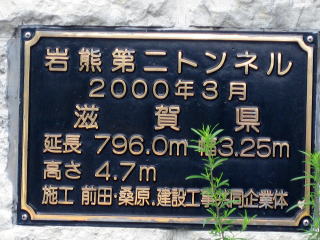 岩熊第二トンネル
2000年3月
滋賀県
延長 796.0m 幅3.25m
高さ 4.7m
施工 前田・桑原.建設工事共同企業体